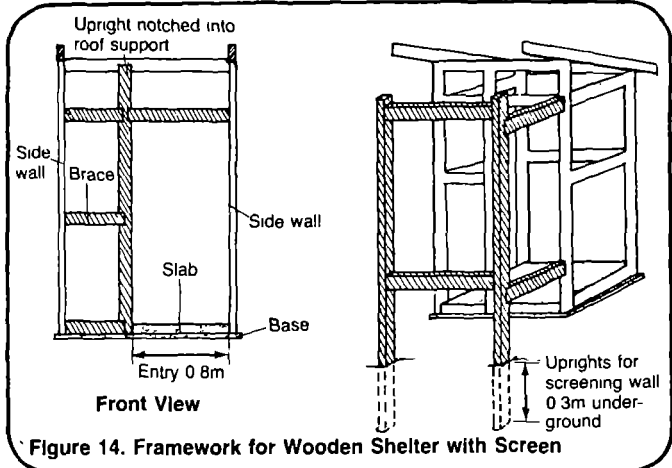 Upright notched into
roof support
Side
wall
Brace
Side wall
Slab
Base
Entry 0 8m
Front View
Uprights for
screening wall
0 3m under-
ground
Figure 14. Framework for Wooden Shelter with Screen